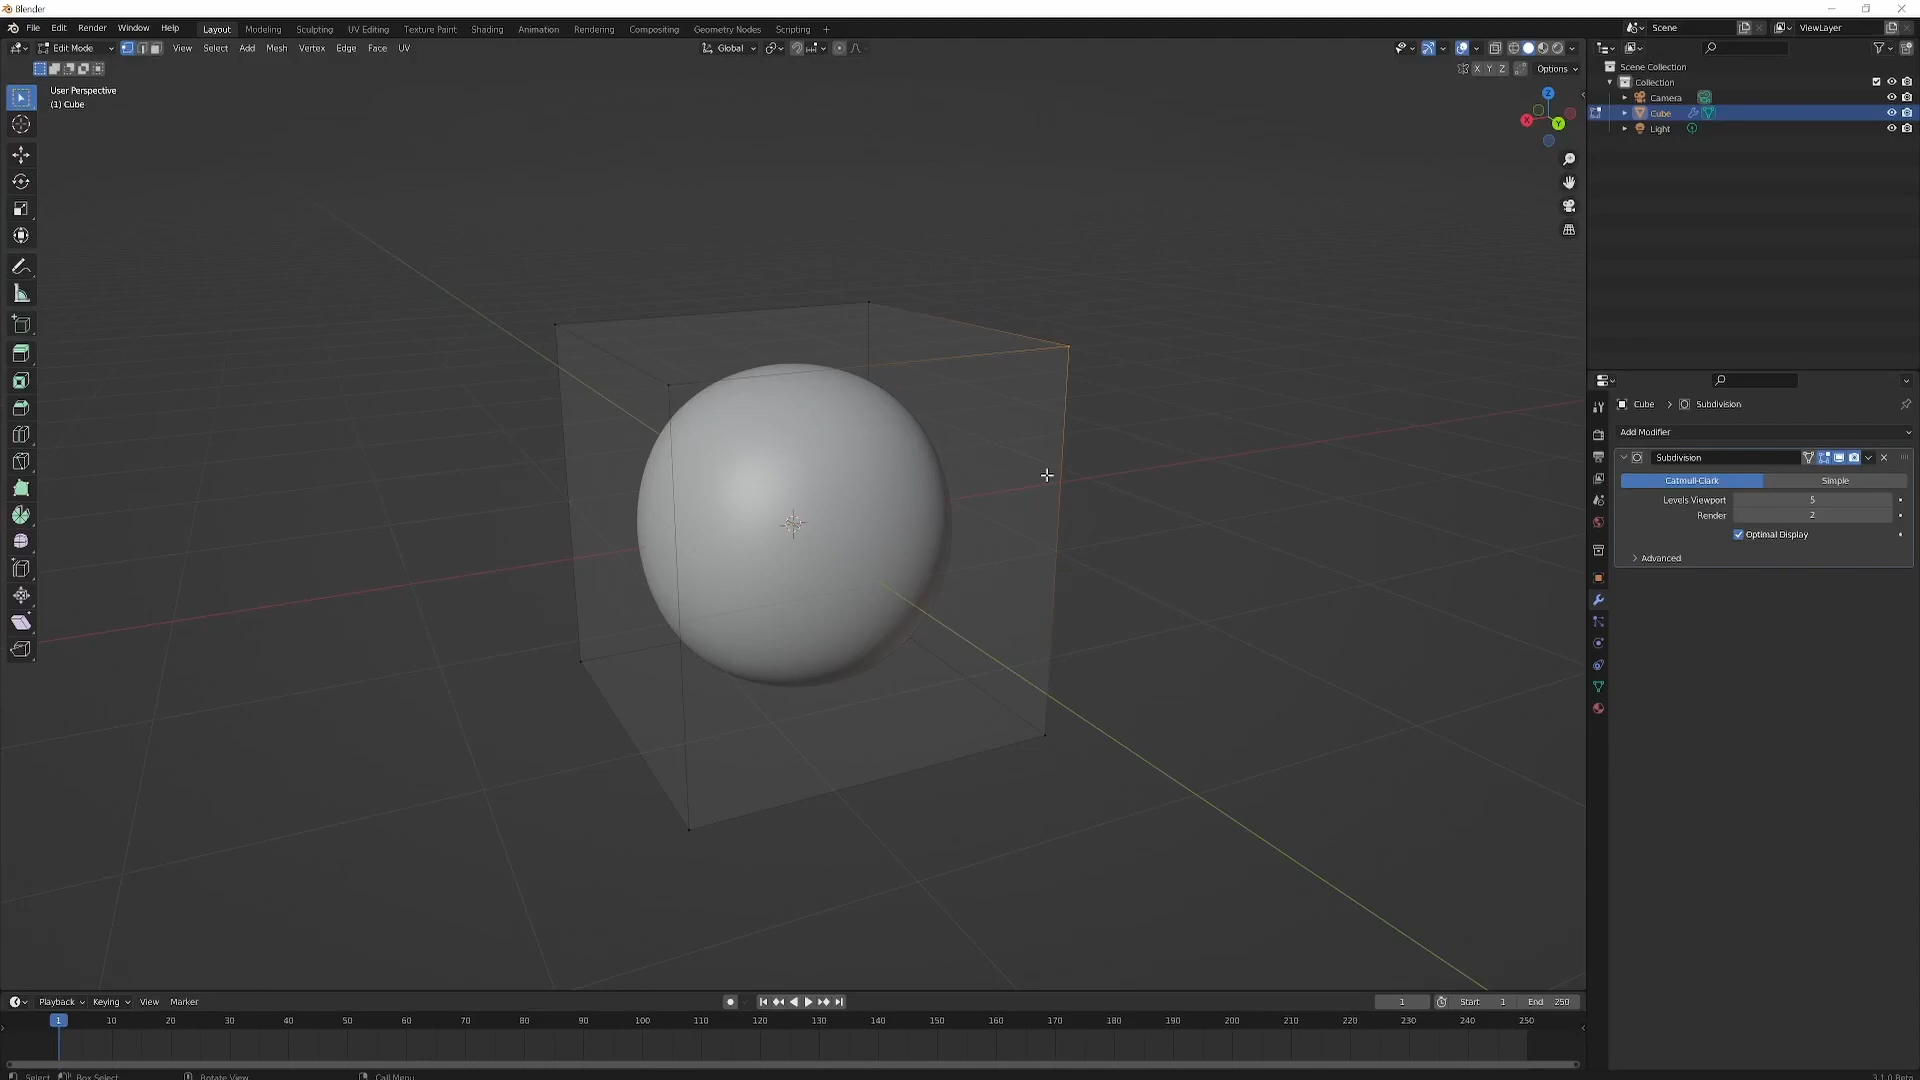 Blender
File Edit Render Window Help
Layout Modeling Sculpting UV Editing Texture Paint Shading Animation Rendering Compositing Geometry Nodes Scripting +
Scene
ViewLayer
Edit Mode
View Select Add Mesh Vertex Edge Face UV
Global
X Y Z
Options
User Perspective
(1) Cube
Z
X
Y
Scene Collection
Collection
Camera
Cube
Light
Cube > Subdivision
Add Modifier
Subdivision
Catmull-Clark Simple
Levels Viewport 5
Render 2
Optimal Display
Advanced
Playback Keying View Marker
1
Start 1
End 250
1 10 20 30 40 50 60 70 80 90 100 110 120 130 140 150 160 170 180 190 200 210 220 230 240 250
Select Box Select Rotate View Call Menu
3.1.0 Beta